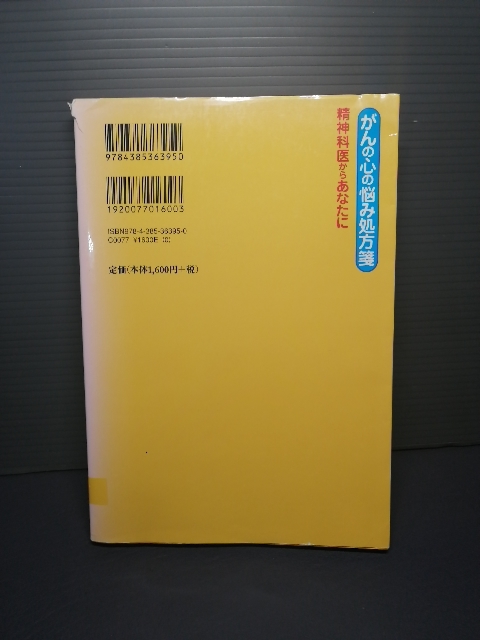 がんの心の悩み処方箋
精神科医からあなたに
9784385363950
1920077016003
ISBN978-4-385-36395-0
C0077 ¥1600E (0)
定価(本体1,600円+税)